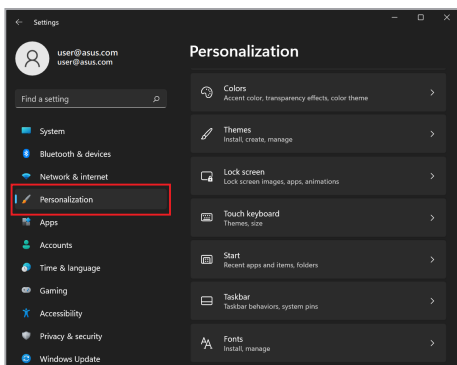 Settings
user@asus.com
user@asus.com
Find a setting
System
Bluetooth & devices
Network & internet
Personalization
Apps
Accounts
Time & language
Gaming
Accessibility
Privacy & security
Windows Update
Personalization
Colors
Accent color, transparency effects, color theme
Themes
Install, create, manage
Lock screen
Lock screen images, apps, animations
Touch keyboard
Themes, size
Start
Recent apps and items, folders
Taskbar
Taskbar behaviors, system pins
Fonts
Install, manage